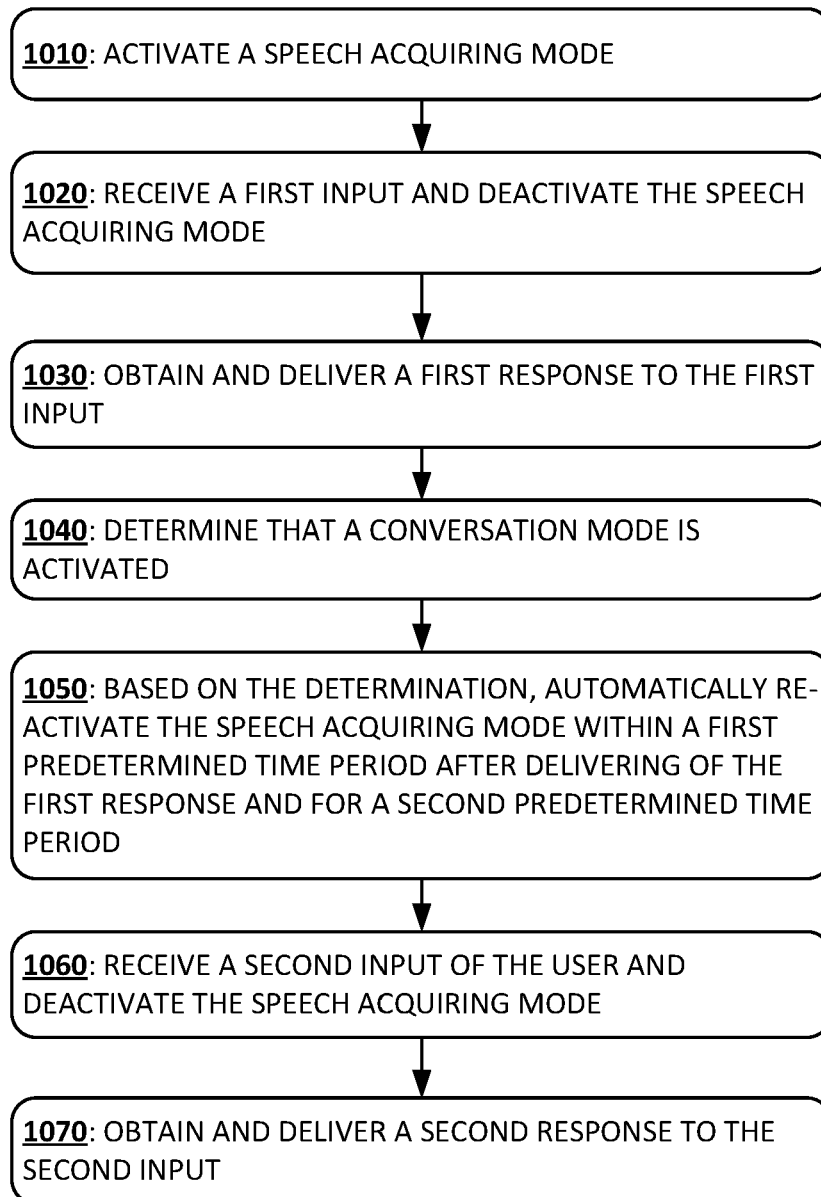 1010: ACTIVATE A SPEECH ACQUIRING MODE
1020: RECEIVE A FIRST INPUT AND DEACTIVATE THE SPEECH
ACQUIRING MODE
1030: OBTAIN AND DELIVER A FIRST RESPONSE TO THE FIRST
INPUT
1040: DETERMINE THAT A CONVERSATION MODE IS
ACTIVATED
1050: BASED ON THE DETERMINATION, AUTOMATICALLY RE-
ACTIVATE THE SPEECH ACQUIRING MODE WITHIN A FIRST
PREDETERMINED TIME PERIOD AFTER DELIVERING OF THE
FIRST RESPONSE AND FOR A SECOND PREDETERMINED TIME
PERIOD
1060: RECEIVE A SECOND INPUT OF THE USER AND
DEACTIVATE THE SPEECH ACQUIRING MODE
1070: OBTAIN AND DELIVER A SECOND RESPONSE TO THE
SECOND INPUT